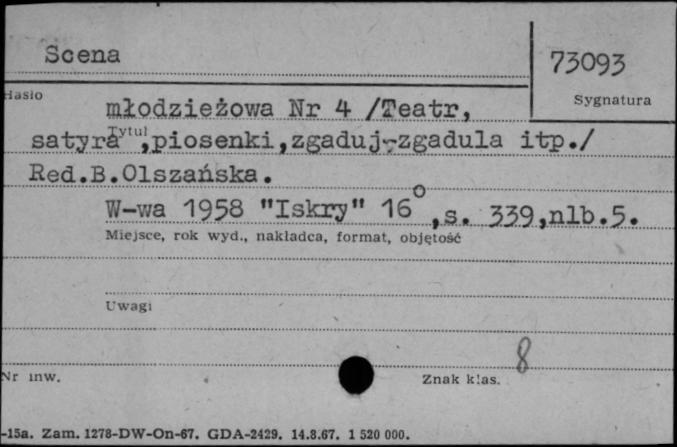 Scena
73093
Hasło
Sygnatura
młodzieżowa Nr 4 /Teatr,
Tytuł
satyra,piosenki,zgaduj-zgadula itp./
Red.B.Olszańska.
W-wa 1958 "Iskry" 16°,s. 339,nlb.5.
Miejsce, rok wyd., nakładca, format, objętość
Uwagi
8
Nr inw.
Znak klas.
-15a. Zam. 1278-DW-On-67. GDA-2429. 14.8.67. 1 520 000.